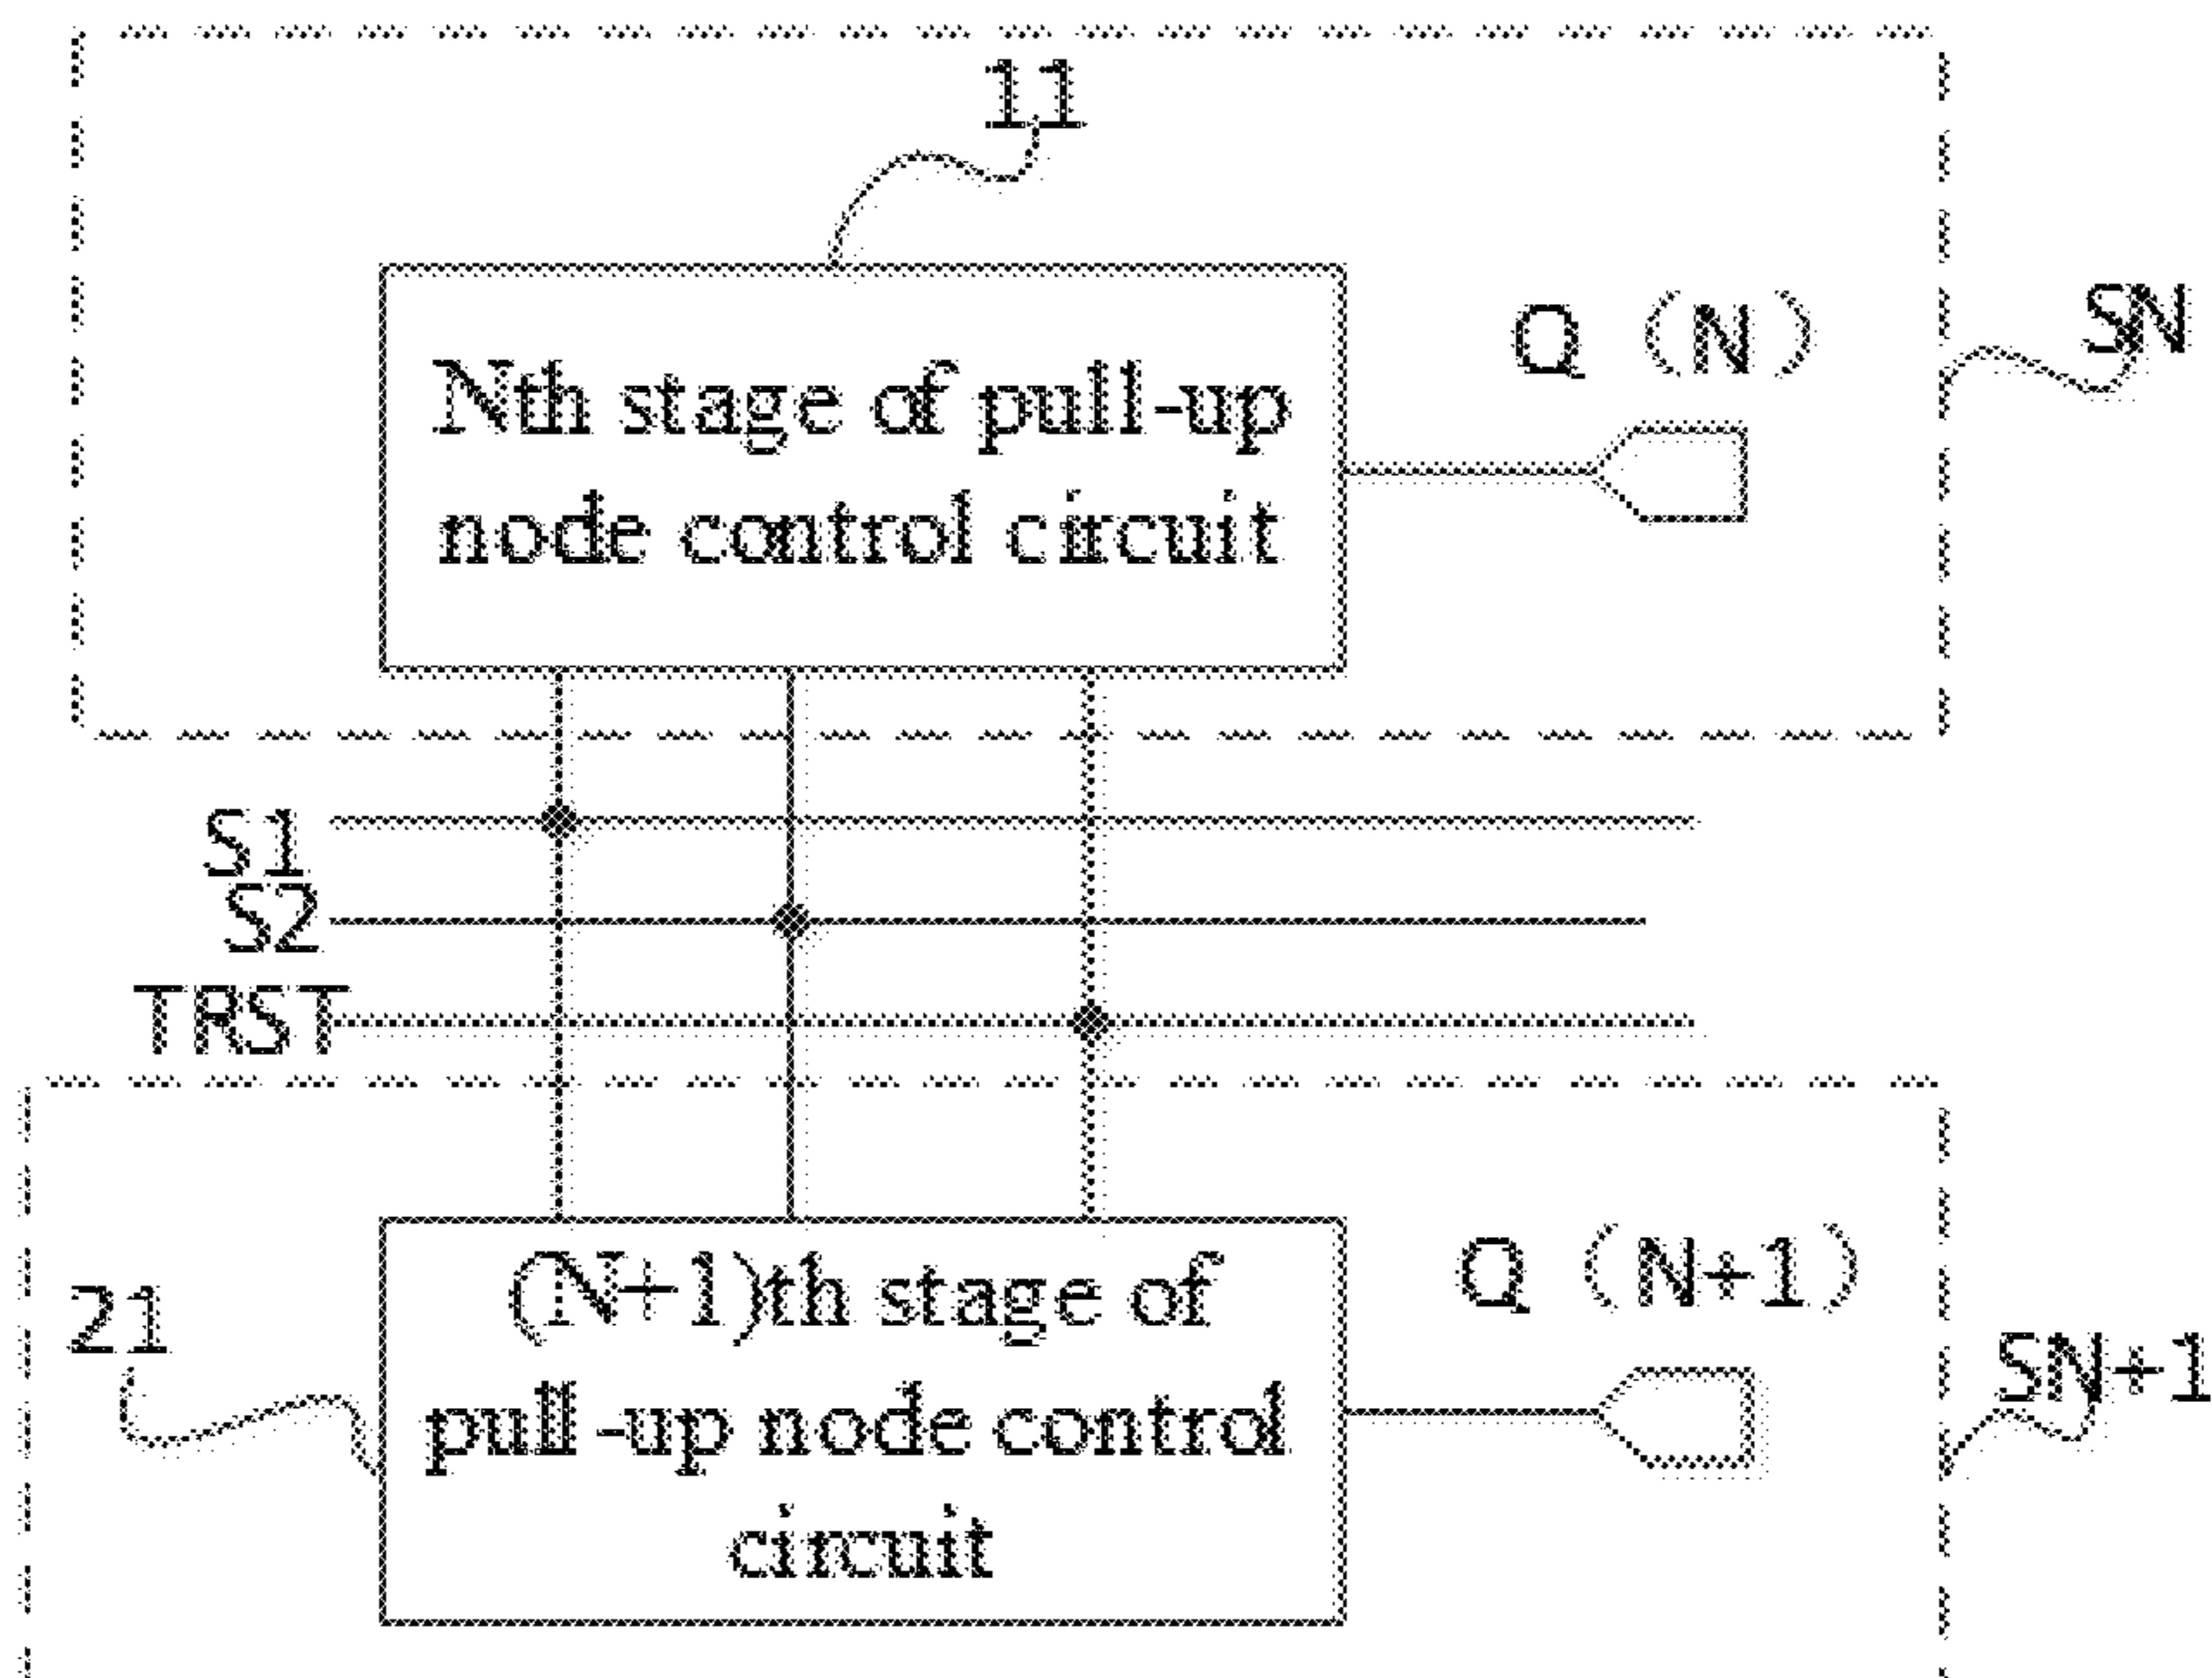 11
Nth stage of pull-up
node control circuit
Q (N)
SN
S1
S2
TRST
21
(N+1)th stage of
pull-up node control
circuit
Q (N+1)
SN+1